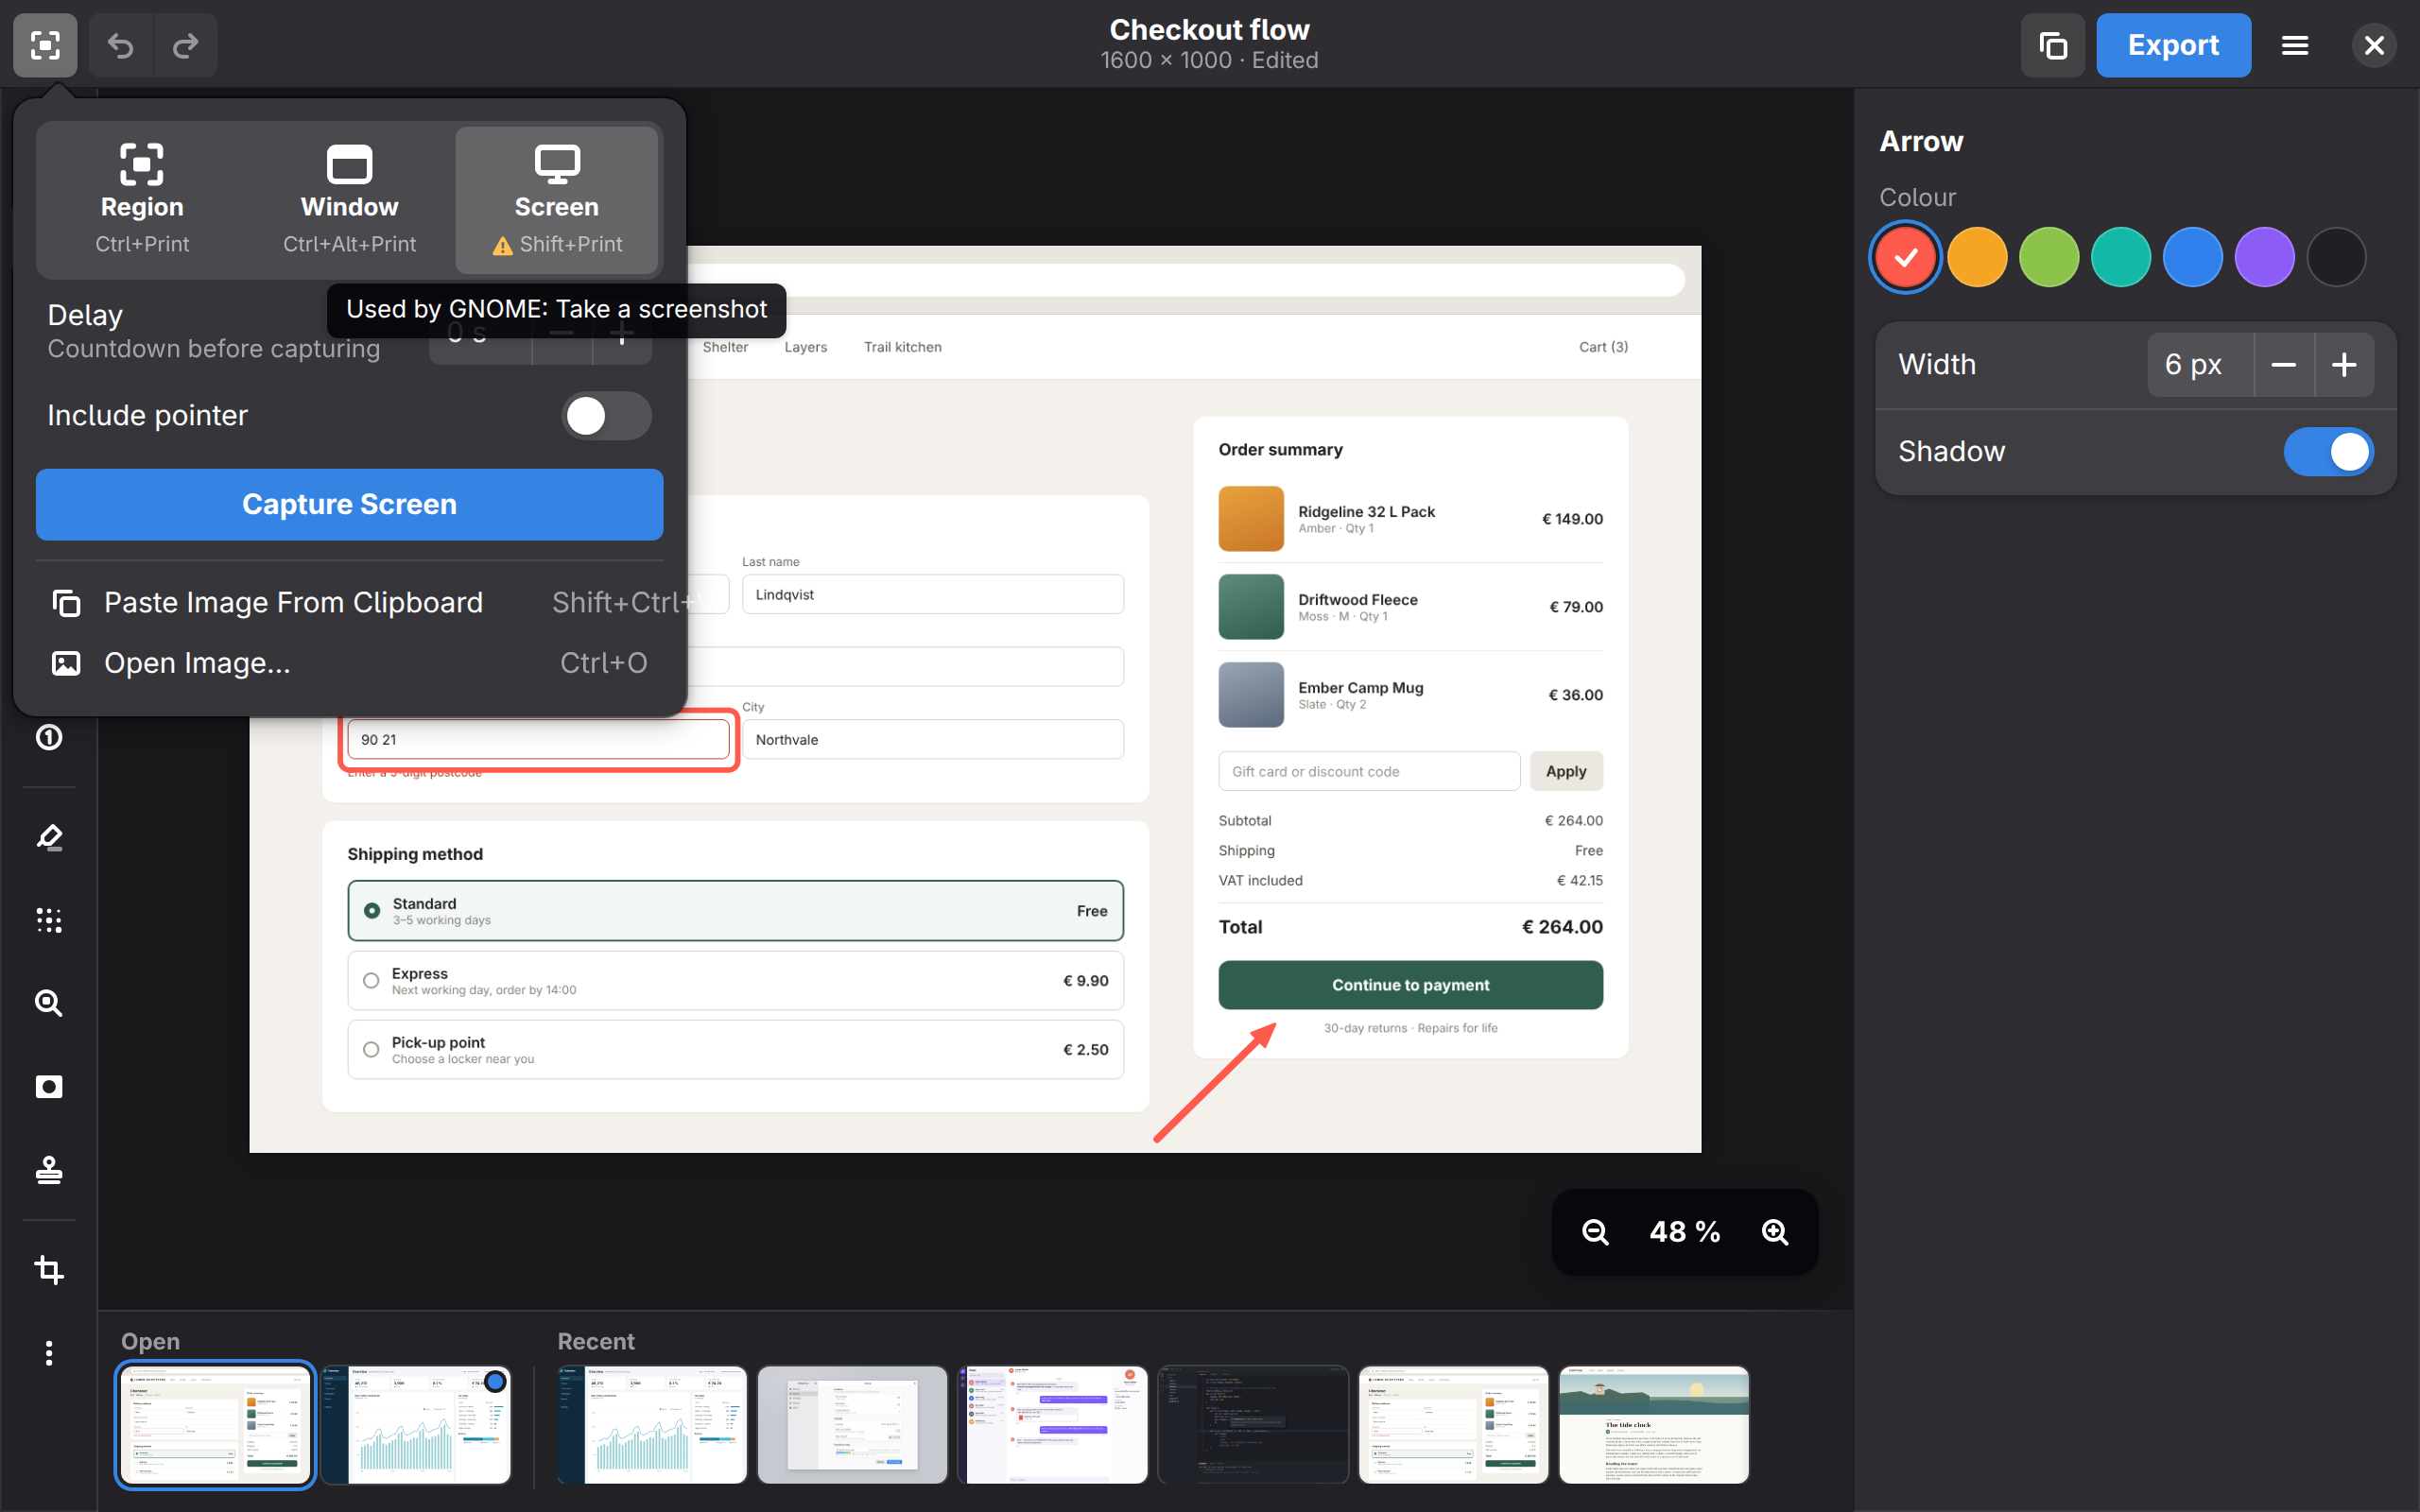 Checkout flow
1600 × 1000 · Edited
Export
Region
Ctrl+Print
Window
Ctrl+Alt+Print
Screen
Shift+Print
Used by GNOME: Take a screenshot
Delay
Countdown before capturing
0 s
Include pointer
Capture Screen
Paste Image From Clipboard
Shift+Ctrl+
Open Image...
Ctrl+O
Shelter
Layers
Trail kitchen
Cart (3)
Last name
Lindqvist
City
90 21
Northvale
Enter a 5-digit postcode
Shipping method
Standard
3–5 working days
Free
Express
Next working day, order by 14:00
€ 9.90
Pick-up point
Choose a locker near you
€ 2.50
Order summary
Ridgeline 32 L Pack
Amber · Qty 1
€ 149.00
Driftwood Fleece
Moss · M · Qty 1
€ 79.00
Ember Camp Mug
Slate · Qty 2
€ 36.00
Gift card or discount code
Apply
Subtotal
€ 264.00
Shipping
Free
VAT included
€ 42.15
Total
€ 264.00
Continue to payment
30-day returns · Repairs for life
48 %
Arrow
Colour
Width
6 px
Shadow
Open
Recent
The tide clock